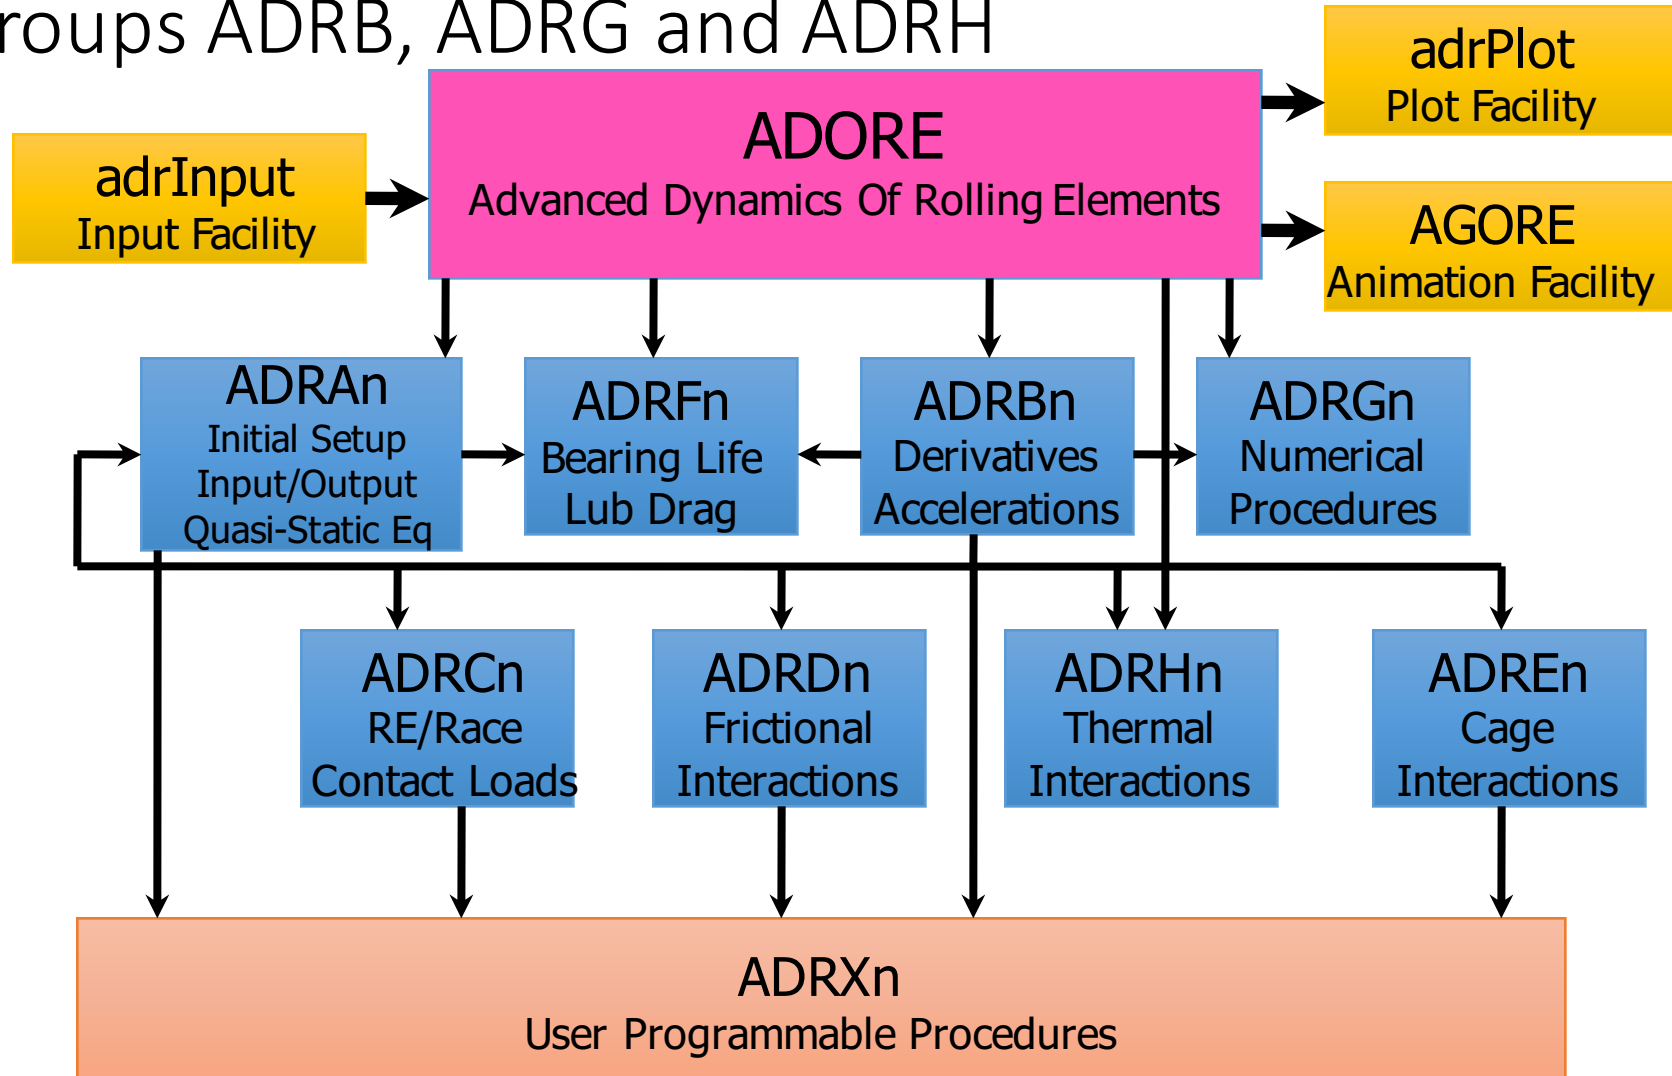 roups ADRB, ADRG and ADRH
adrPlot
Plot Facility
ADORE
Advanced Dynamics Of Rolling Elements
adrInput
Input Facility
AGORE
Animation Facility
ADRAn
Initial Setup
Input/Output
Quasi-Static Eq
ADRFn
Bearing Life
Lub Drag
ADRBn
Derivatives
Accelerations
ADRGn
Numerical
Procedures
ADRCn
RE/Race
Contact Loads
ADRDn
Frictional
Interactions
ADRHn
Thermal
Interactions
ADREn
Cage
Interactions
ADRXn
User Programmable Procedures